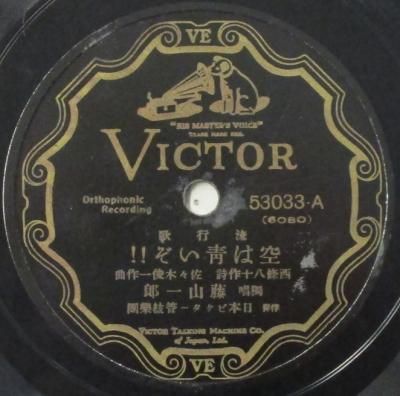 VE
"HIS MASTER'S VOICE"
TRADE MARK REG.
VICTOR
Orthophonic
Recording
53033-A
(6080)
流行歌
空は青いぞ!!
西條八十作詩 佐々木俊一作曲
獨唱 藤山一郎
伴奏 日本ビクター管絃樂團
VICTOR TALKING MACHINE CO.
of Japan, Ltd.
VE